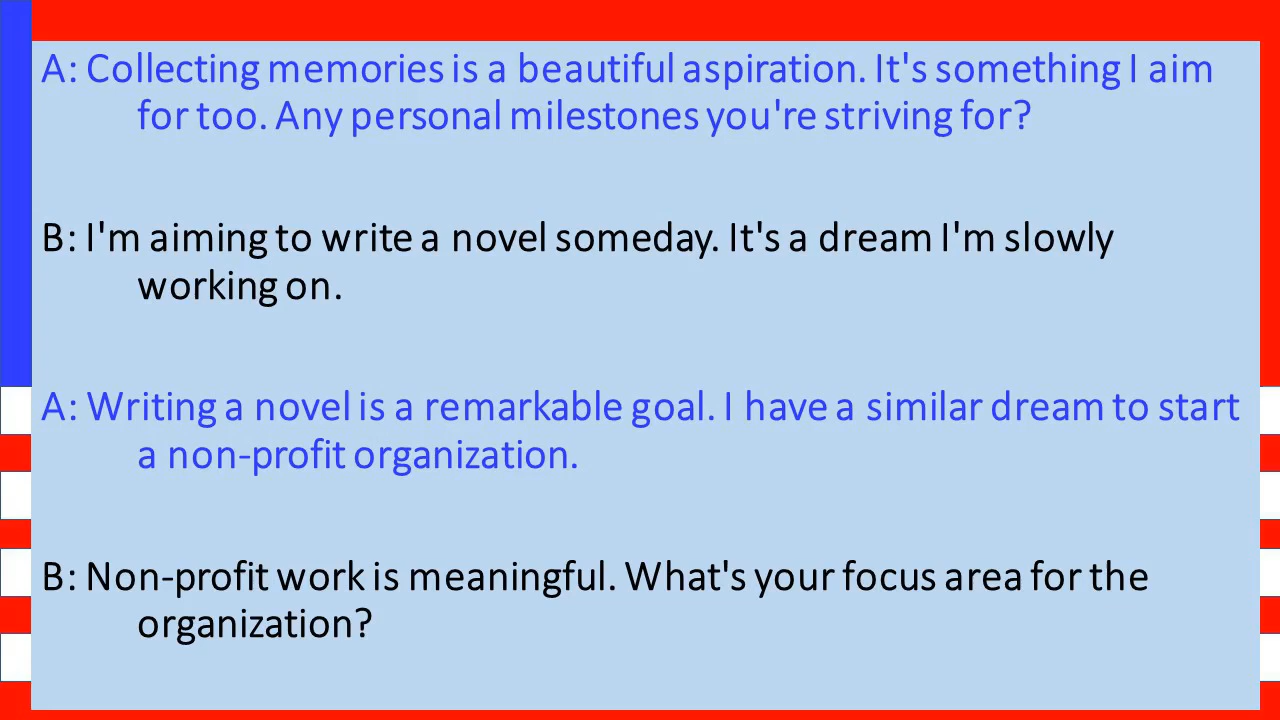 A: Collecting memories is a beautiful aspiration. It's something I aim
for too. Any personal milestones you're striving for?
B: I'm aiming to write a novel someday. It's a dream I'm slowly
working on.
A: Writing a novel is a remarkable goal. I have a similar dream to start
a non-profit organization.
B: Non-profit work is meaningful. What's your focus area for the
organization?